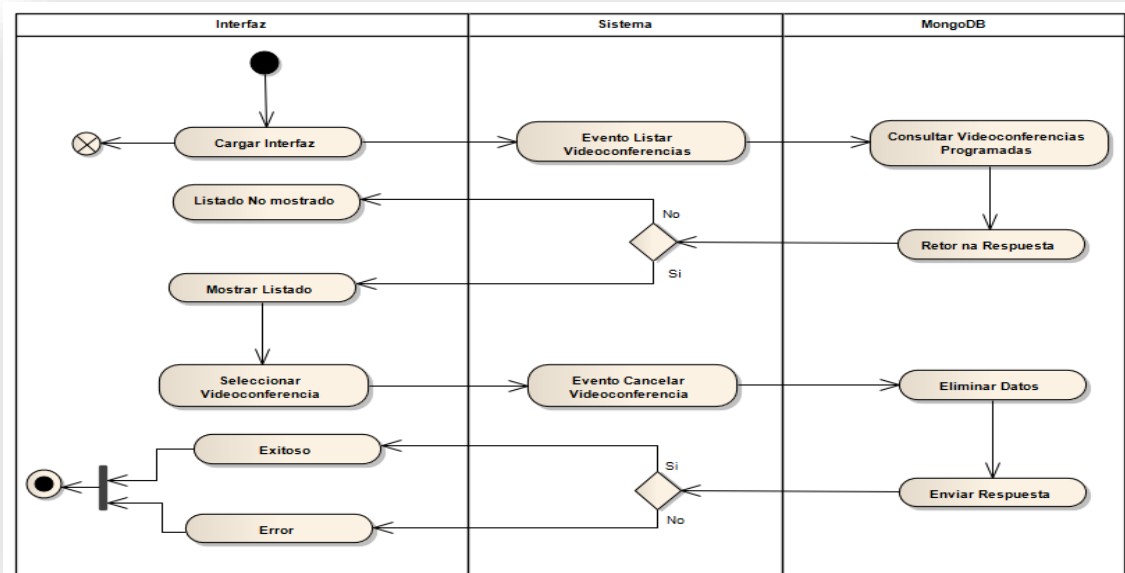 Interfaz
Sistema
MongoDB
Cargar Interfaz
Evento Listar
Videoconferencias
Consultar Videoconferencias
Programadas
Listado No mostrado
No
Retor na Respuesta
Si
Mostrar Listado
Seleccionar
Videoconferencia
Evento Cancelar
Videoconferencia
Eliminar Datos
Exitoso
Si
Enviar Respuesta
No
Error